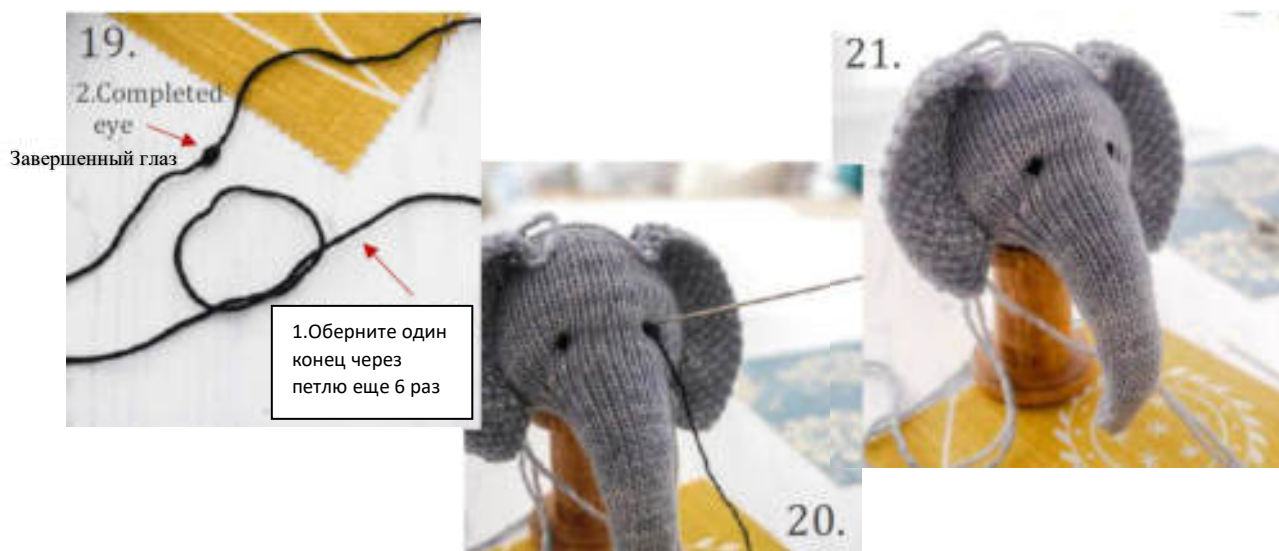 19.
2.Completed
eye
Завершенный глаз
1.Оберните один
конец через
петлю еще 6 раз
20.
21.